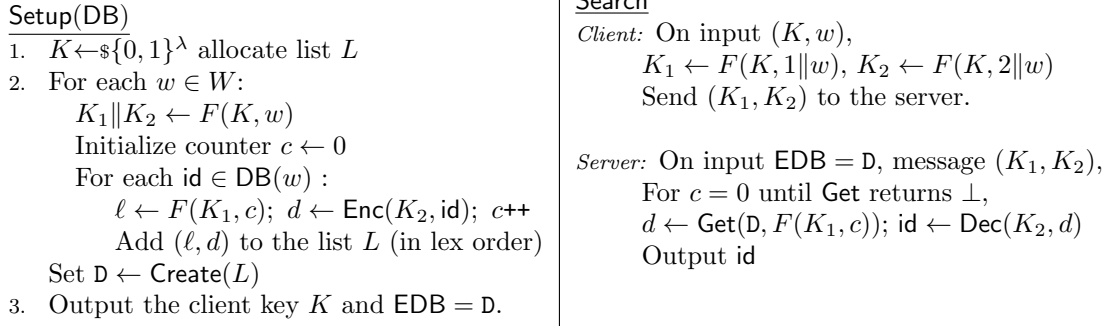 Setup(DB)
1. K←${0, 1}^λ allocate list L
2. For each w ∈ W:
K₁‖K₂ ← F(K, w)
Initialize counter c ← 0
For each id ∈ DB(w) :
ℓ ← F(K₁, c); d ← Enc(K₂, id); c++
Add (ℓ, d) to the list L (in lex order)
Set D ← Create(L)
3. Output the client key K and EDB = D.
Search
Client: On input (K, w),
K₁ ← F(K, 1‖w), K₂ ← F(K, 2‖w)
Send (K₁, K₂) to the server.
Server: On input EDB = D, message (K₁, K₂),
For c = 0 until Get returns ⊥,
d ← Get(D, F(K₁, c)); id ← Dec(K₂, d)
Output id